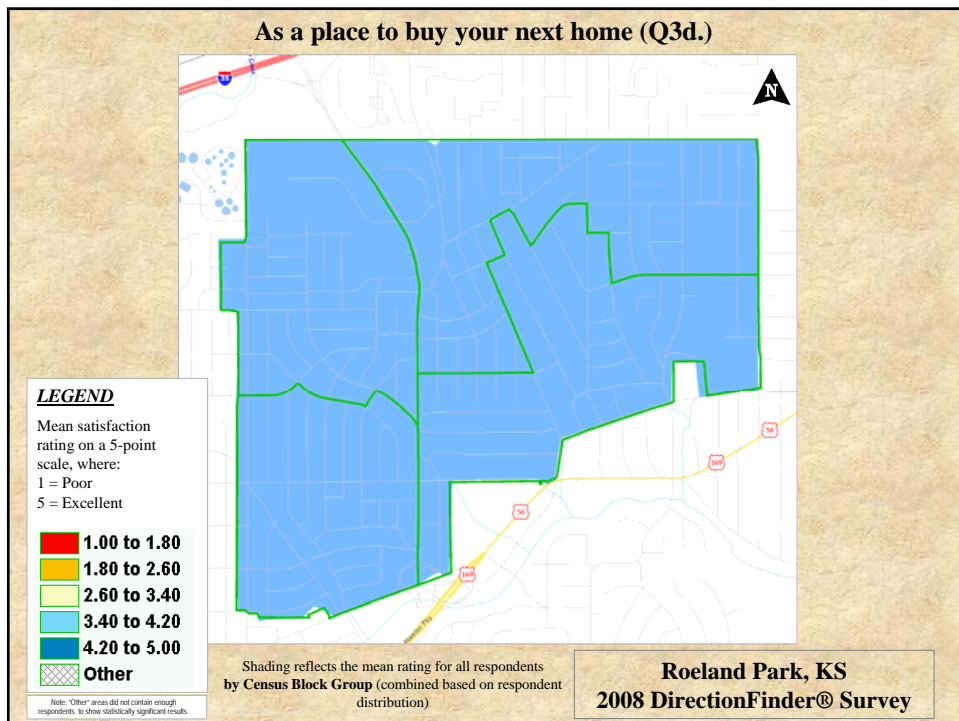 As a place to buy your next home (Q3d.)
35
Creek
N
LEGEND
Mean satisfaction
rating on a 5-point
scale, where:
1 = Poor
5 = Excellent
1.00 to 1.80
1.80 to 2.60
2.60 to 3.40
3.40 to 4.20
4.20 to 5.00
Other
Note: "Other" areas did not contain enough
respondents to show statistically significant results.
56
169
56
169
Shading reflects the mean rating for all respondents
by Census Block Group (combined based on respondent
distribution)
Roeland Park, KS
2008 DirectionFinder® Survey